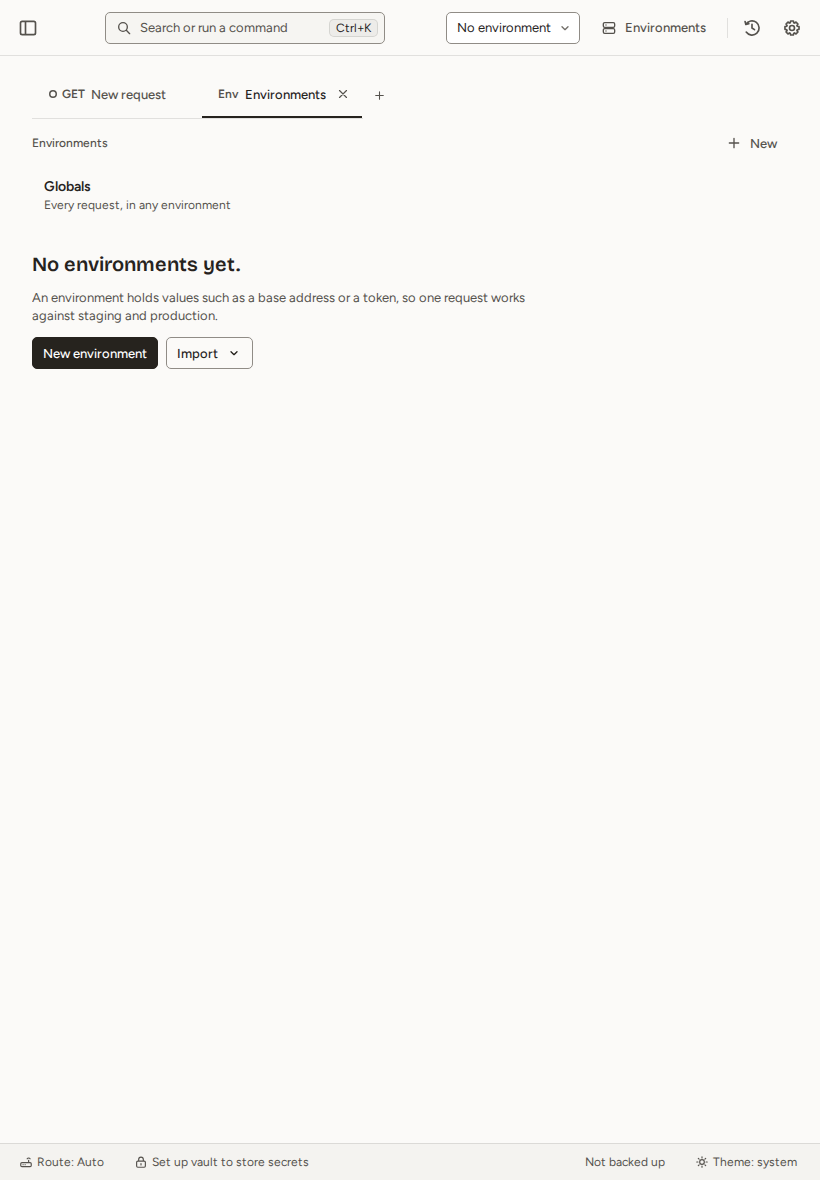 Search or run a command Ctrl+K No environment Environments
GET New request Env Environments
Environments New
Globals
Every request, in any environment
No environments yet.
An environment holds values such as a base address or a token, so one request works
against staging and production.
New environment Import
Route: Auto Set up vault to store secrets Not backed up Theme: system